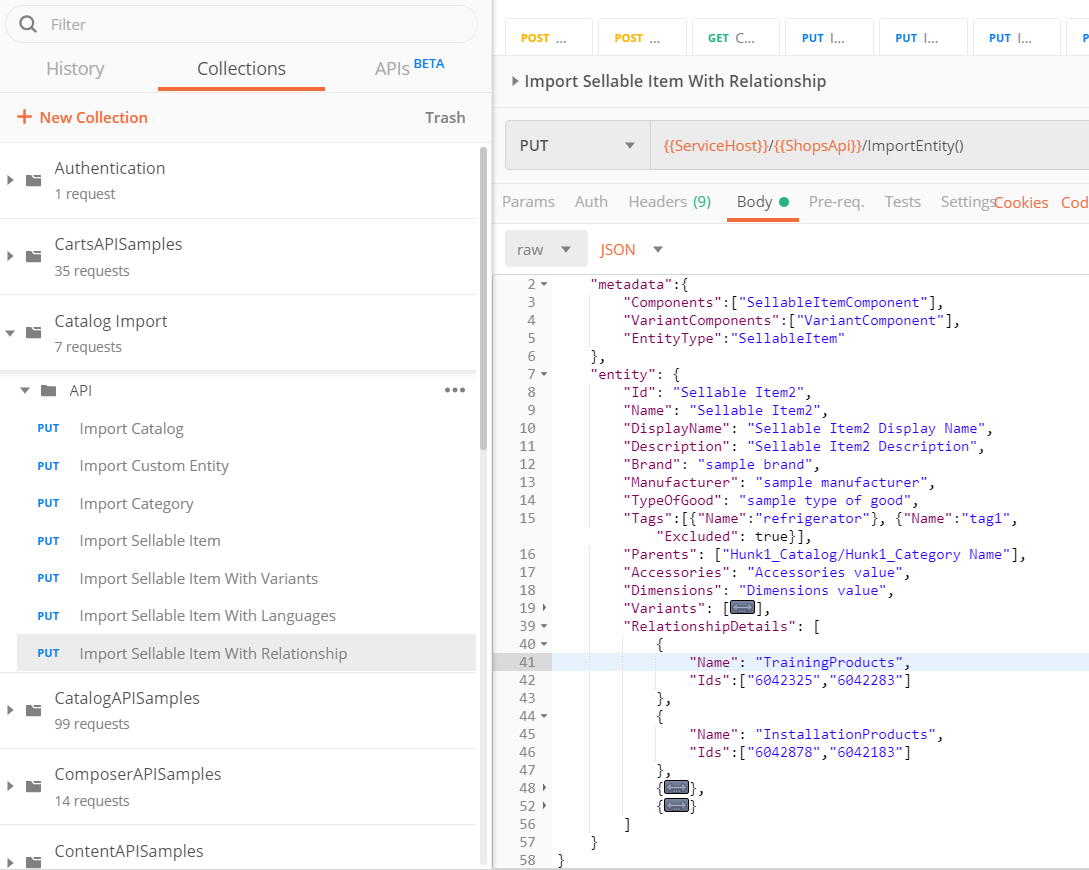 Filter
History
Collections
APIs BETA
+ New Collection
Trash
Authentication
1 request
CartsAPISamples
35 requests
Catalog Import
7 requests
API
PUT Import Catalog
PUT Import Custom Entity
PUT Import Category
PUT Import Sellable Item
PUT Import Sellable Item With Variants
PUT Import Sellable Item With Languages
PUT Import Sellable Item With Relationship
CatalogAPISamples
99 requests
ComposerAPISamples
14 requests
ContentAPISamples
POST ...
POST ...
GET C...
PUT I...
PUT I...
PUT I...
P
Import Sellable Item With Relationship
PUT
{{ServiceHost}}/{{ShopsApi}}/ImportEntity()
Params Auth Headers (9) Body Pre-req. Tests Settings Cookies Cod
raw JSON
2 "metadata":{
3 "Components":["SellableItemComponent"],
4 "VariantComponents":["VariantComponent"],
5 "EntityType":"SellableItem"
6 },
7 "entity": {
8 "Id": "Sellable Item2",
9 "Name": "Sellable Item2",
10 "DisplayName": "Sellable Item2 Display Name",
11 "Description": "Sellable Item2 Description",
12 "Brand": "sample brand",
13 "Manufacturer": "sample manufacturer",
14 "TypeOfGood": "sample type of good",
15 "Tags":[{"Name":"refrigerator"}, {"Name":"tag1",
"Excluded": true}],
16 "Parents": ["Hunk1_Catalog/Hunk1_Category Name"],
17 "Accessories": "Accessories value",
18 "Dimensions": "Dimensions value",
19 "Variants": [],
39 "RelationshipDetails": [
40 {
41 "Name": "TrainingProducts",
42 "Ids":["6042325","6042283"]
43 },
44 {
45 "Name": "InstallationProducts",
46 "Ids":["6042878","6042183"]
47 },
48 {},
52 {}
56 ]
57 }
58 }